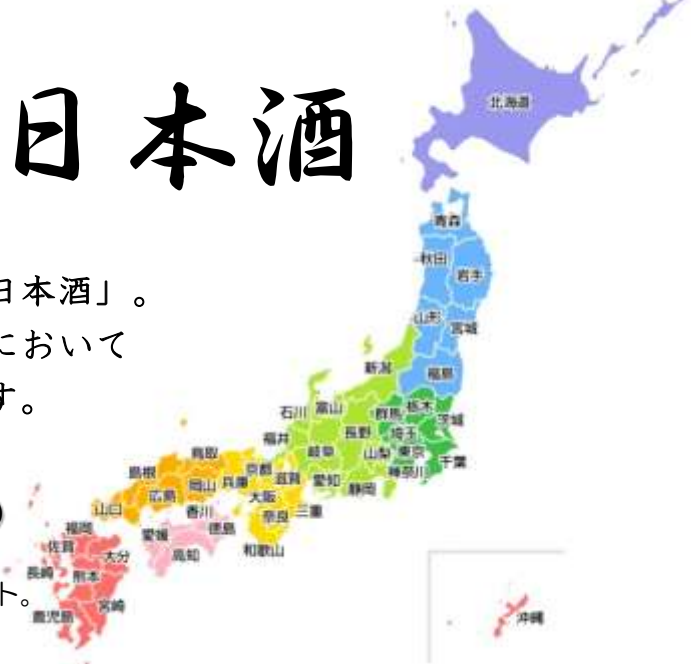 日本酒
日本酒」。
において
す。
ト。
北海道
青森
秋田
岩手
山形
宮城
福島
新潟
石川
富山
福井
長野
岐阜
愛知
静岡
山梨
群馬
栃木
茨城
埼玉
東京
千葉
神奈川
京都
兵庫
滋賀
大阪
奈良
三重
和歌山
鳥取
島根
岡山
広島
山口
香川
徳島
愛媛
高知
福岡
佐賀
大分
長崎
熊本
宮崎
鹿児島
沖縄